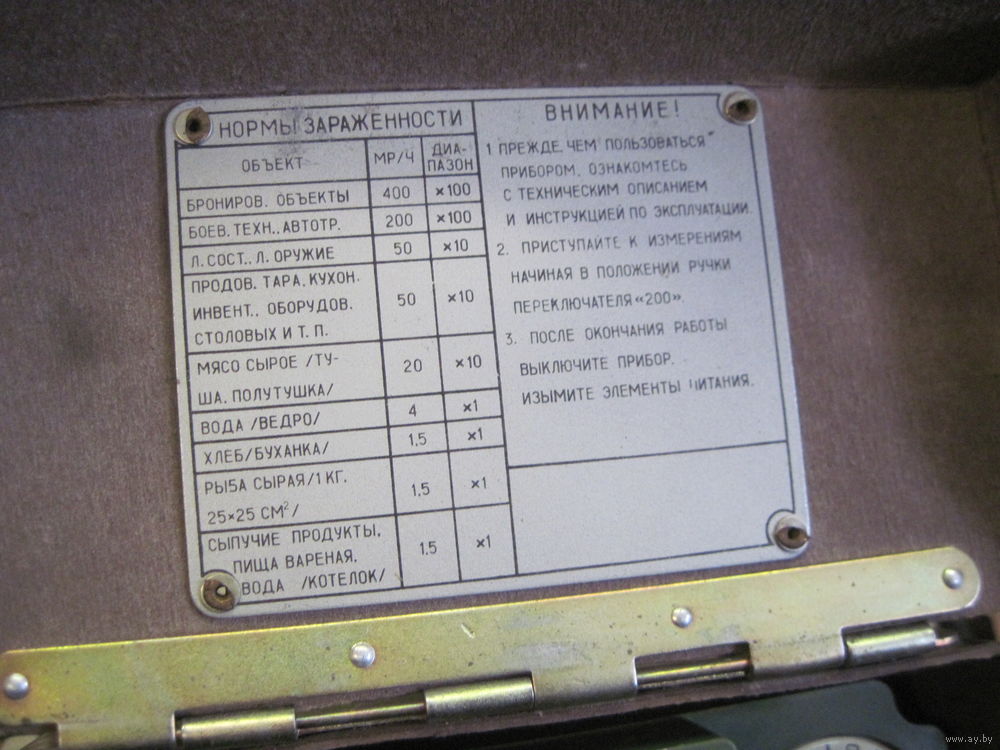 НОРМЫ ЗАРАЖЕННОСТИ
ОБЪЕКТ МР/Ч ДИА-
ПАЗОН
БРОНИРОВ. ОБЪЕКТЫ 400 ×100
БОЕВ. ТЕХН., АВТОТР. 200 ×100
Л. СОСТ., Л. ОРУЖИЕ 50 ×10
ПРОДОВ. ТАРА, КУХОН.
ИНВЕНТ., ОБОРУДОВ. 50 ×10
СТОЛОВЫХ И Т. П.
МЯСО СЫРОЕ /ТУ- 20 ×10
ША, ПОЛУТУШКА/
ВОДА /ВЕДРО/ 4 ×1
ХЛЕБ/БУХАНКА/ 1,5 ×1
РЫБА СЫРАЯ/1 КГ, 1,5 ×1
25×25 СМ²/
СЫПУЧИЕ ПРОДУКТЫ,
ПИЩА ВАРЕНАЯ, 1,5 ×1
ВОДА /КОТЕЛОК/
ВНИМАНИЕ!
1 ПРЕЖДЕ, ЧЕМ ПОЛЬЗОВАТЬСЯ
ПРИБОРОМ, ОЗНАКОМТЕСЬ
С ТЕХНИЧЕСКИМ ОПИСАНИЕМ
И ИНСТРУКЦИЕЙ ПО ЭКСПЛУАТАЦИИ.
2. ПРИСТУПАЙТЕ К ИЗМЕРЕНИЯМ
НАЧИНАЯ В ПОЛОЖЕНИИ РУЧКИ
ПЕРЕКЛЮЧАТЕЛЯ «200».
3. ПОСЛЕ ОКОНЧАНИЯ РАБОТЫ
ВЫКЛЮЧИТЕ ПРИБОР.
ИЗЫМИТЕ ЭЛЕМЕНТЫ ПИТАНИЯ.
www.ay.by